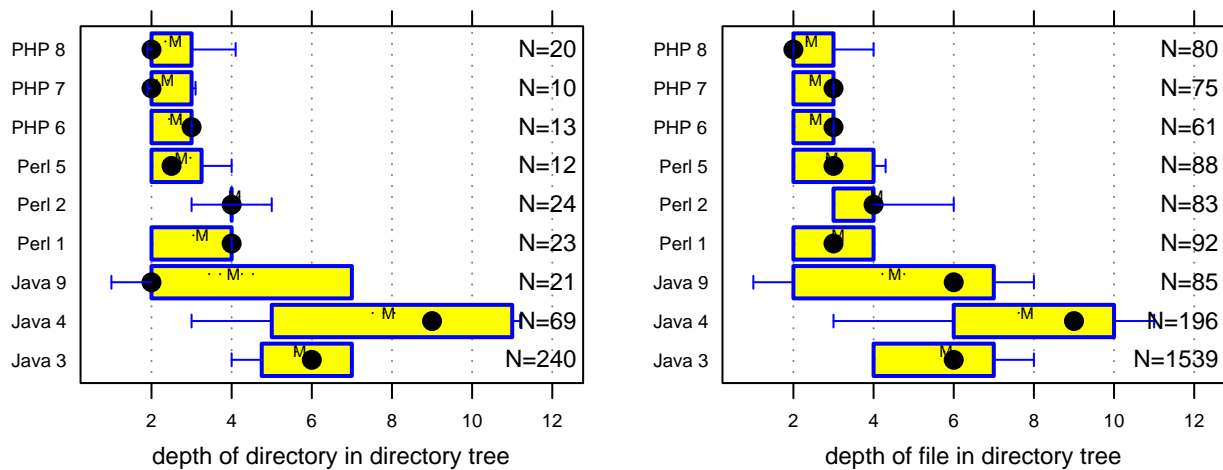 PHP 8
PHP 7
PHP 6
Perl 5
Perl 2
Perl 1
Java 9
Java 4
Java 3
M
M
M
M
M
M
M
M
M
N=20
N=10
N=13
N=12
N=24
N=23
N=21
N=69
N=240
2 4 6 8 10 12
depth of directory in directory tree
PHP 8
PHP 7
PHP 6
Perl 5
Perl 2
Perl 1
Java 9
Java 4
Java 3
M
M
M
M
M
M
M
M
M
N=80
N=75
N=61
N=88
N=83
N=92
N=85
N=196
N=1539
2 4 6 8 10 12
depth of file in directory tree